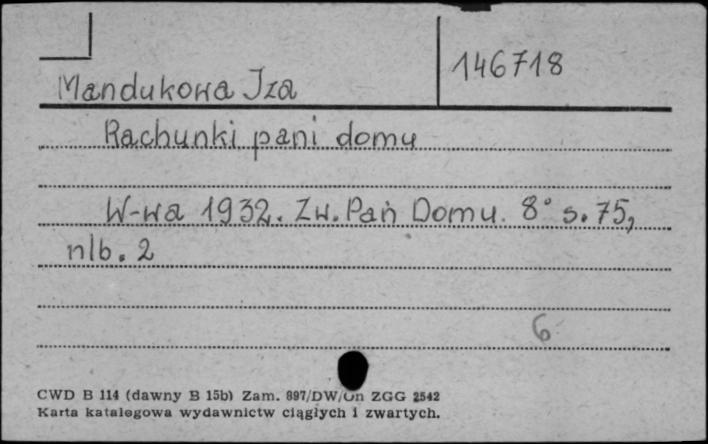 146718
Mandukowa Iza
Rachunki pani domu
W-wa 1932. Zw. Pań Domu. 8° s. 75,
nlb. 2
6
CWD B 114 (dawny B 15b) Zam. 897/DW/Un ZGG 2542
Karta katalogowa wydawnictw ciągłych i zwartych.